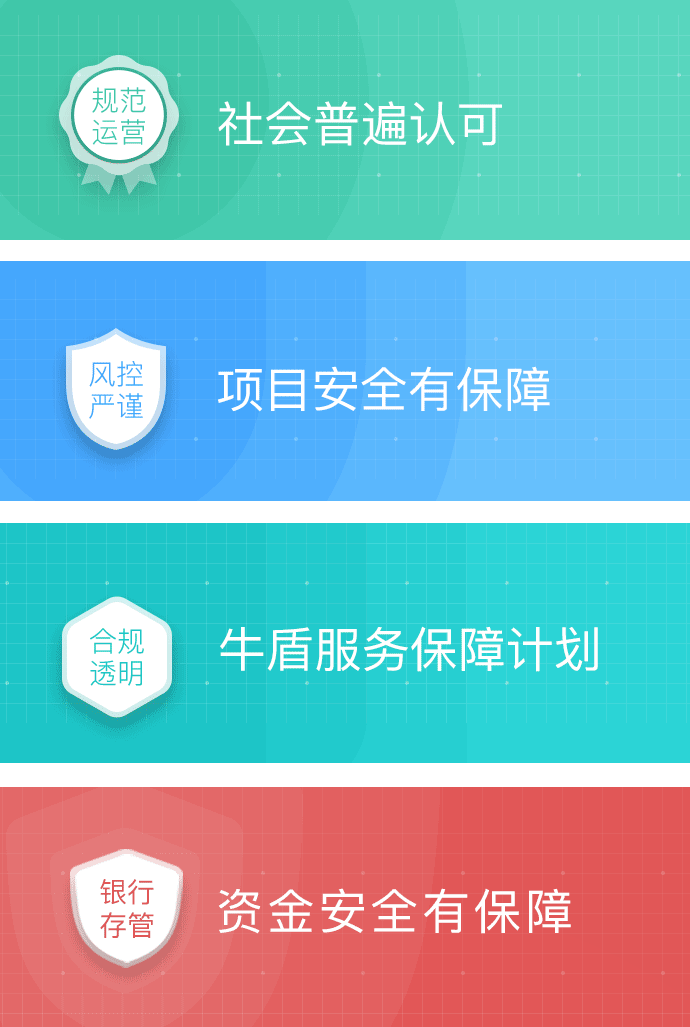 规范
运营
社会普遍认可
风控
严谨
项目安全有保障
合规
透明
牛盾服务保障计划
银行
存管
资金安全有保障